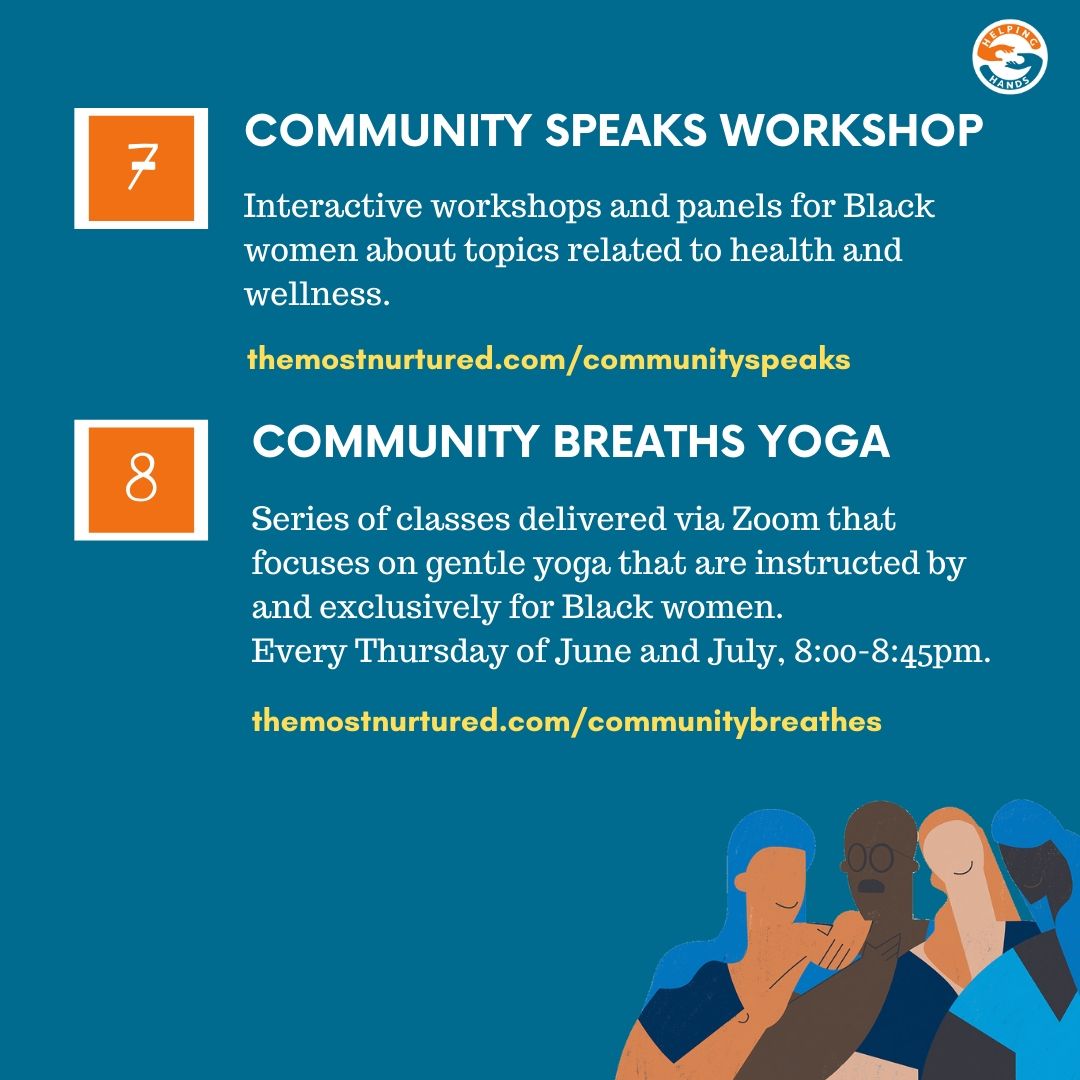 HELPING
HANDS
7
COMMUNITY SPEAKS WORKSHOP
Interactive workshops and panels for Black
women about topics related to health and
wellness.
themostnurtured.com/communityspeaks
8
COMMUNITY BREATHS YOGA
Series of classes delivered via Zoom that
focuses on gentle yoga that are instructed by
and exclusively for Black women.
Every Thursday of June and July, 8:00-8:45pm.
themostnurtured.com/communitybreathes